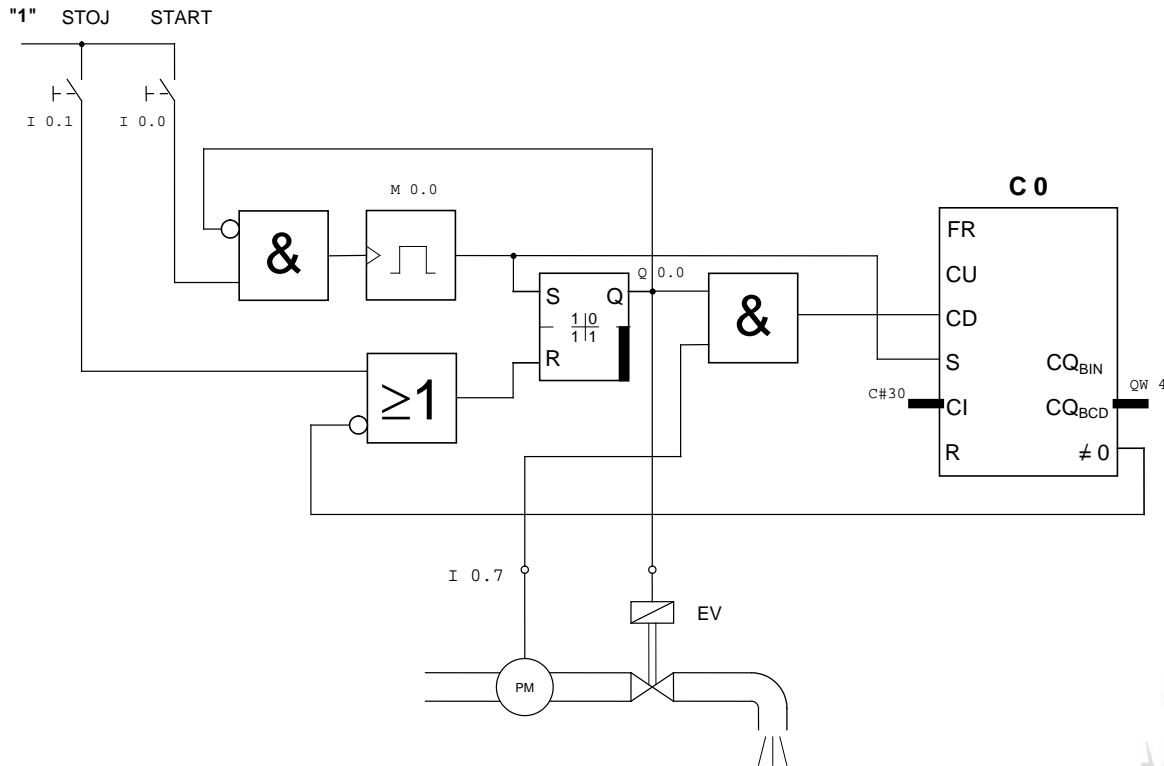 "1" STOJ START
I 0.1 I 0.0
M 0.0
C 0
& 
FR
CU
Q 0.0
S Q
1 0
1 1
R
&
CD
S CQBIN
≥1
C#30 CI CQBCD QW 4
R ≠ 0
I 0.7
EV
PM